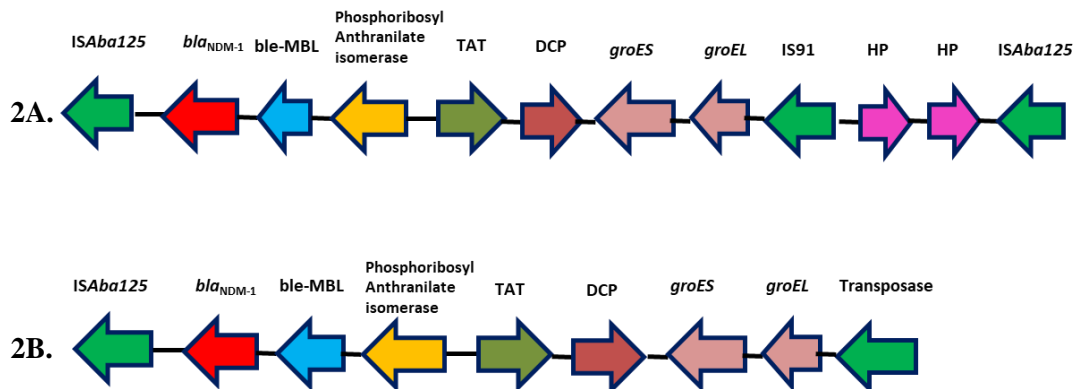 Phosphoribosyl
Anthranilate
isomerase
ISAba125 blaNDM-1 ble-MBL TAT DCP groES groEL IS91 HP HP ISAba125
2A.
Phosphoribosyl
Anthranilate
isomerase
ISAba125 blaNDM-1 ble-MBL TAT DCP groES groEL Transposase
2B.